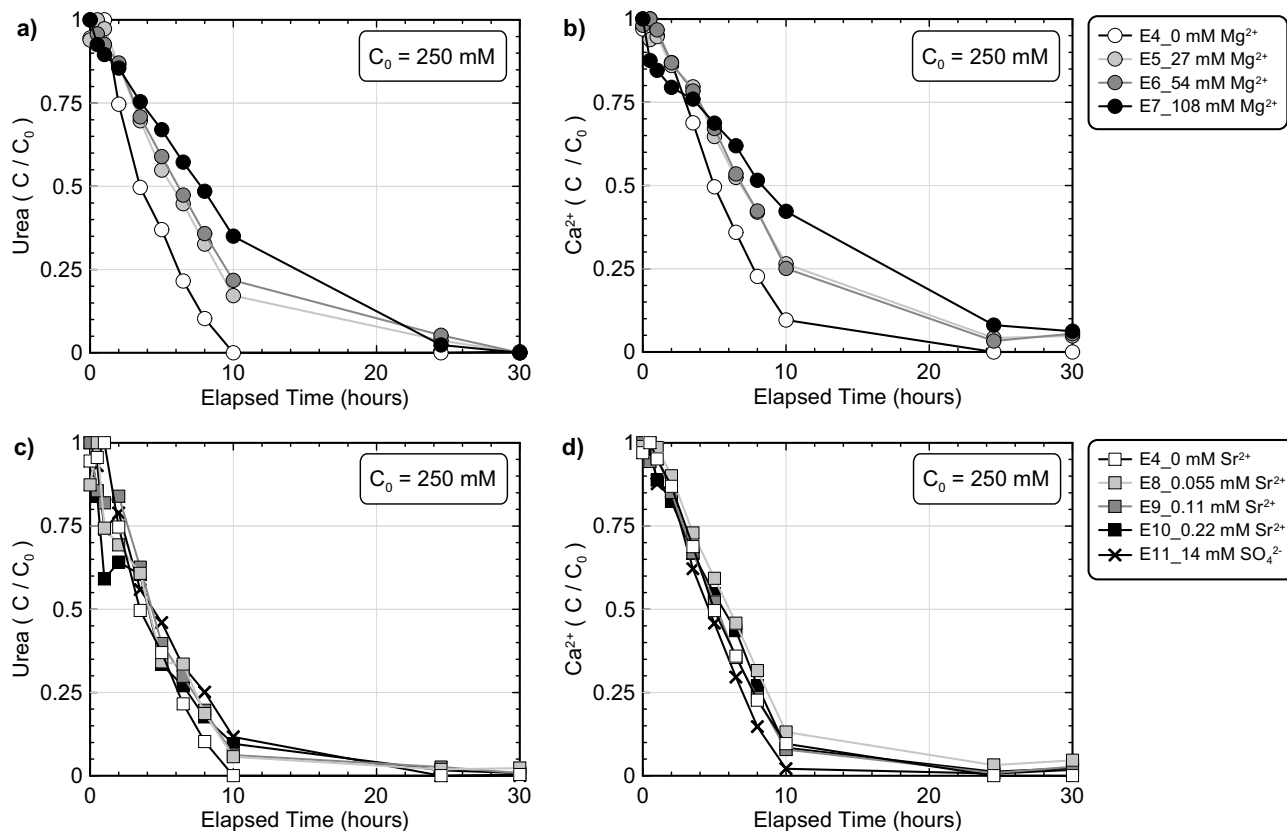 a)
C₀ = 250 mM
Urea ( C / C₀ )
1
0.75
0.5
0.25
0
0
10
20
30
Elapsed Time (hours)
b)
C₀ = 250 mM
Ca²⁺ ( C / C₀ )
1
0.75
0.5
0.25
0
0
10
20
30
Elapsed Time (hours)
E4_0 mM Mg²⁺
E5_27 mM Mg²⁺
E6_54 mM Mg²⁺
E7_108 mM Mg²⁺
c)
C₀ = 250 mM
Urea ( C / C₀ )
1
0.75
0.5
0.25
0
0
10
20
30
Elapsed Time (hours)
d)
C₀ = 250 mM
Ca²⁺ ( C / C₀ )
1
0.75
0.5
0.25
0
0
10
20
30
Elapsed Time (hours)
E4_0 mM Sr²⁺
E8_0.055 mM Sr²⁺
E9_0.11 mM Sr²⁺
E10_0.22 mM Sr²⁺
E11_14 mM SO₄²⁻